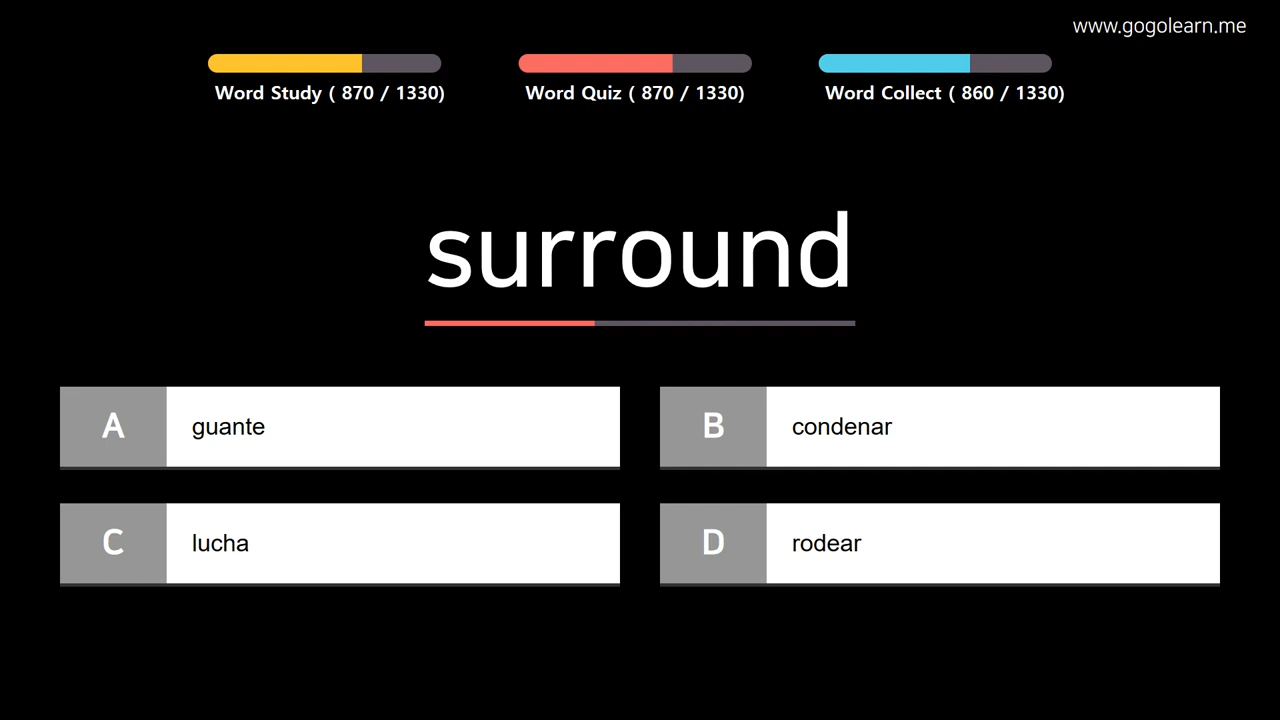 www.gogolearn.me
Word Study ( 870 / 1330)
Word Quiz ( 870 / 1330)
Word Collect ( 860 / 1330)
surround
A
guante
B
condenar
C
lucha
D
rodear